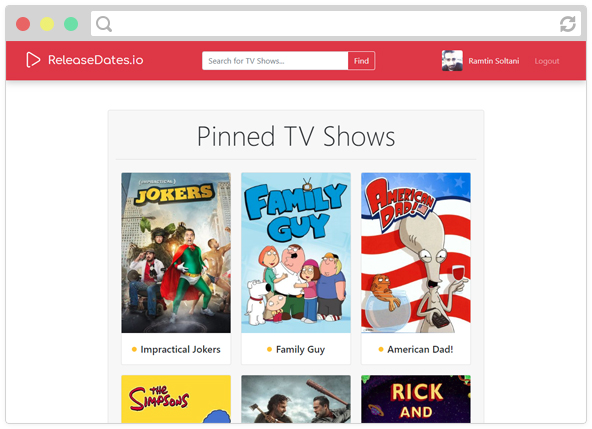 ReleaseDates.io
Search for TV Shows...
Find
Ramtin Soltani
Logout
Pinned TV Shows
IMPRACTICAL
JOKERS
FAMILY
GUY
AMERICAN
DAD!
Impractical Jokers
Family Guy
American Dad!
THE
SIMPSONS
RICK
AND